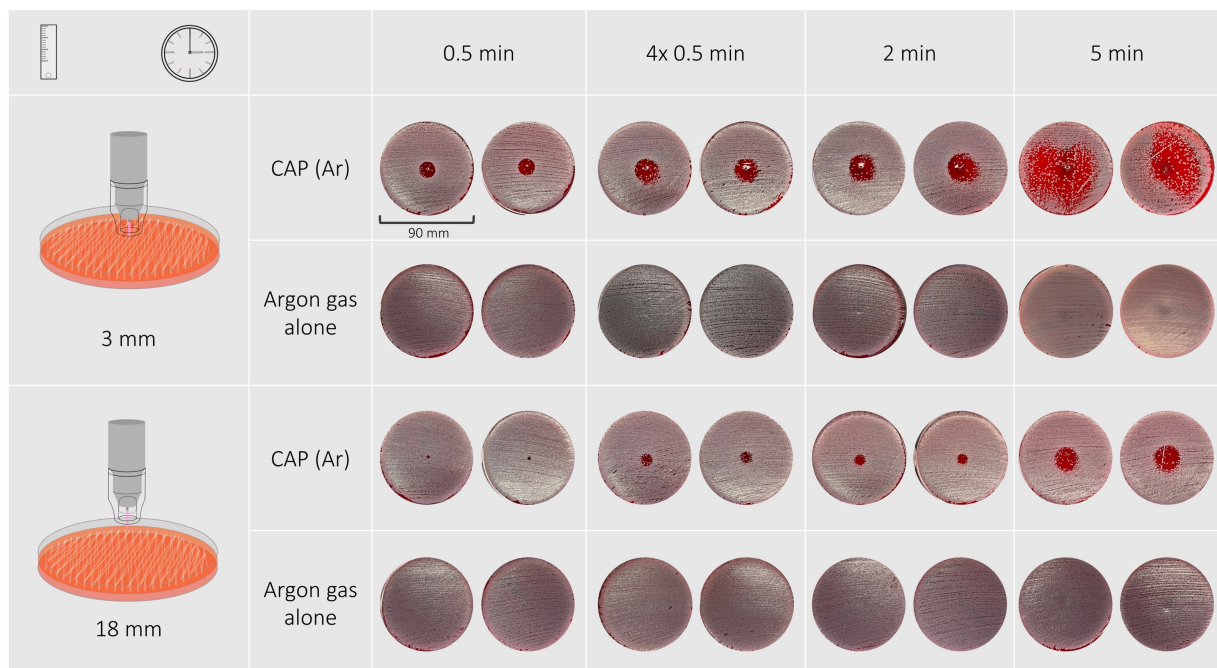 0.5 min
4x 0.5 min
2 min
5 min
3 mm
CAP (Ar)
90 mm
Argon gas
alone
18 mm
CAP (Ar)
Argon gas
alone